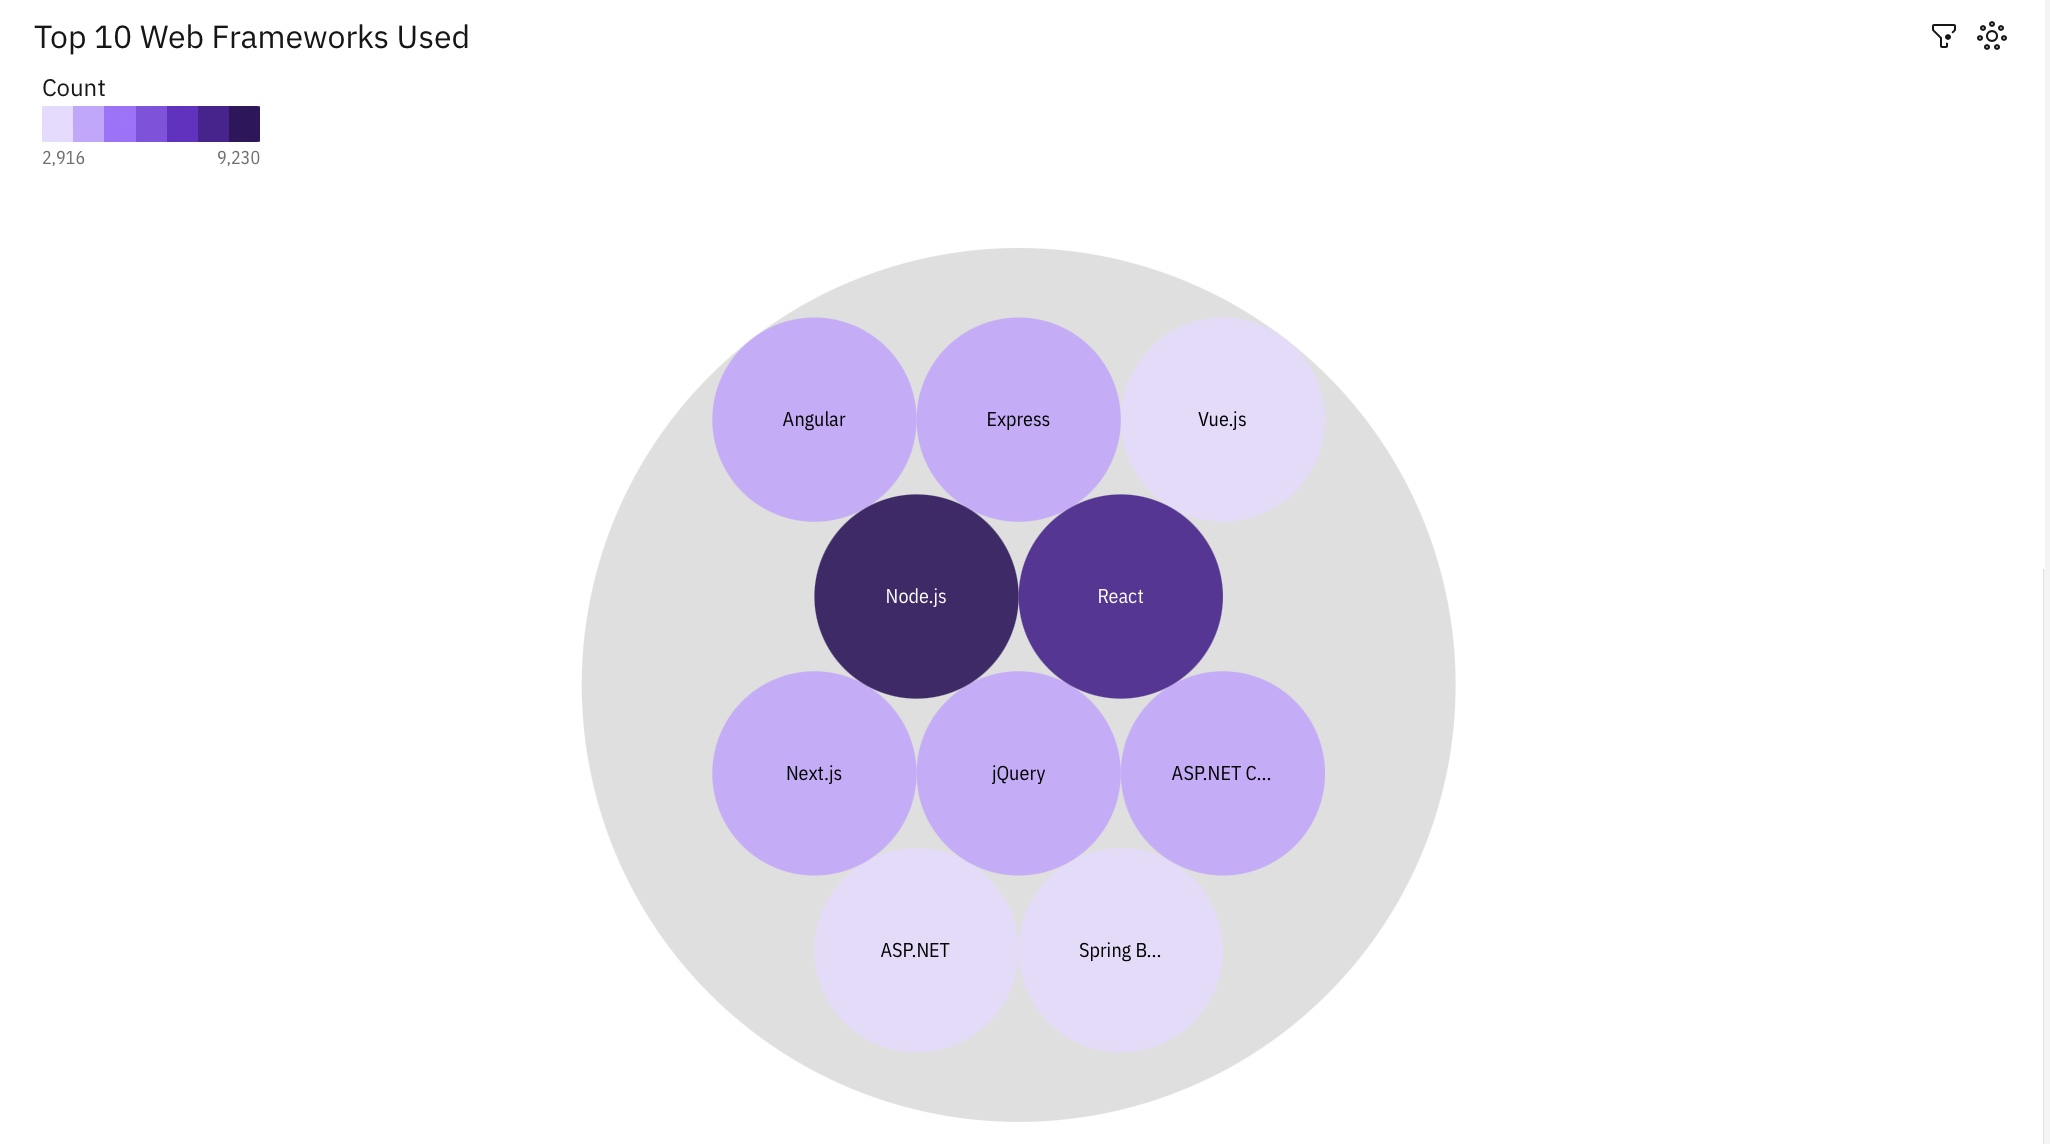 Top 10 Web Frameworks Used
Count
2,916 9,230
Angular Express Vue.js
Node.js React
Next.js jQuery ASP.NET C...
ASP.NET Spring B...